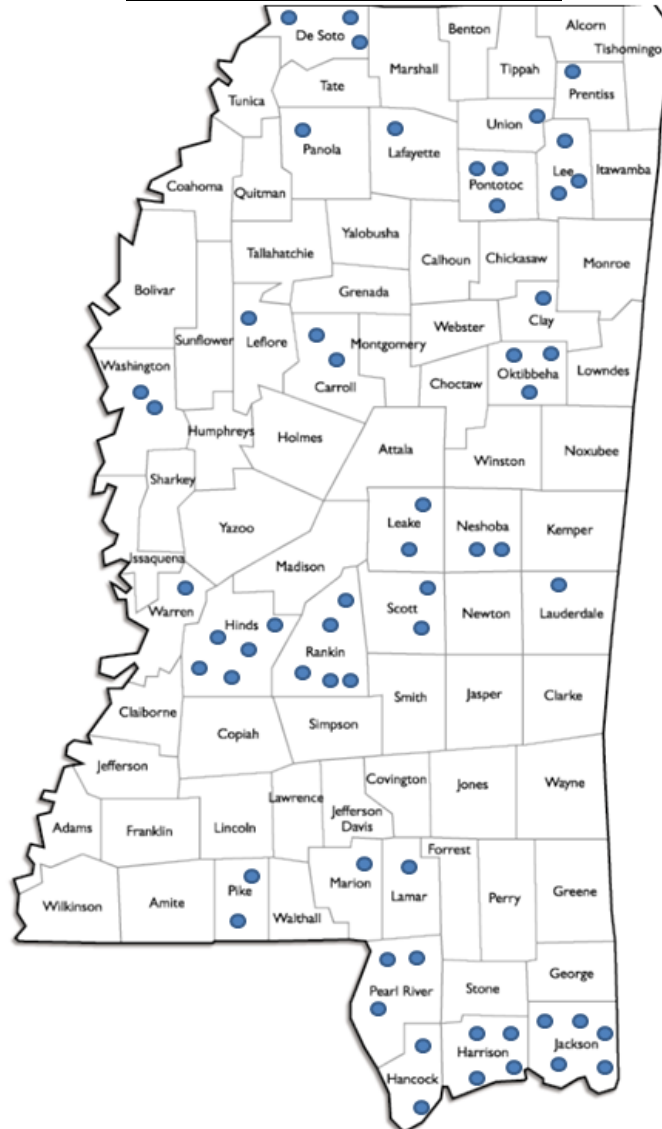 Benton
Alcorn
De Soto
Tishomingo
Marshall
Tippah
Tate
Prentiss
Tunica
Union
Panola
Lafayette
Lee
Itawamba
Pontotoc
Coahoma
Quitman
Yalobusha
Tallahatchie
Calhoun
Chickasaw
Monroe
Bolivar
Grenada
Clay
Webster
Sunflower
Leflore
Montgomery
Washington
Carroll
Choctaw
Oktibbeha
Lowndes
Humphreys
Holmes
Attala
Winston
Noxubee
Sharkey
Yazoo
Leake
Neshoba
Kemper
Issaquena
Madison
Warren
Hinds
Scott
Newton
Lauderdale
Rankin
Smith
Jasper
Clarke
Claiborne
Copiah
Simpson
Jefferson
Covington
Jones
Wayne
Lawrence
Jefferson
Davis
Adams
Franklin
Lincoln
Forrest
Marion
Lamar
Pike
Perry
Greene
Wilkinson
Amite
Walthall
George
Pearl River
Stone
Harrison
Jackson
Hancock